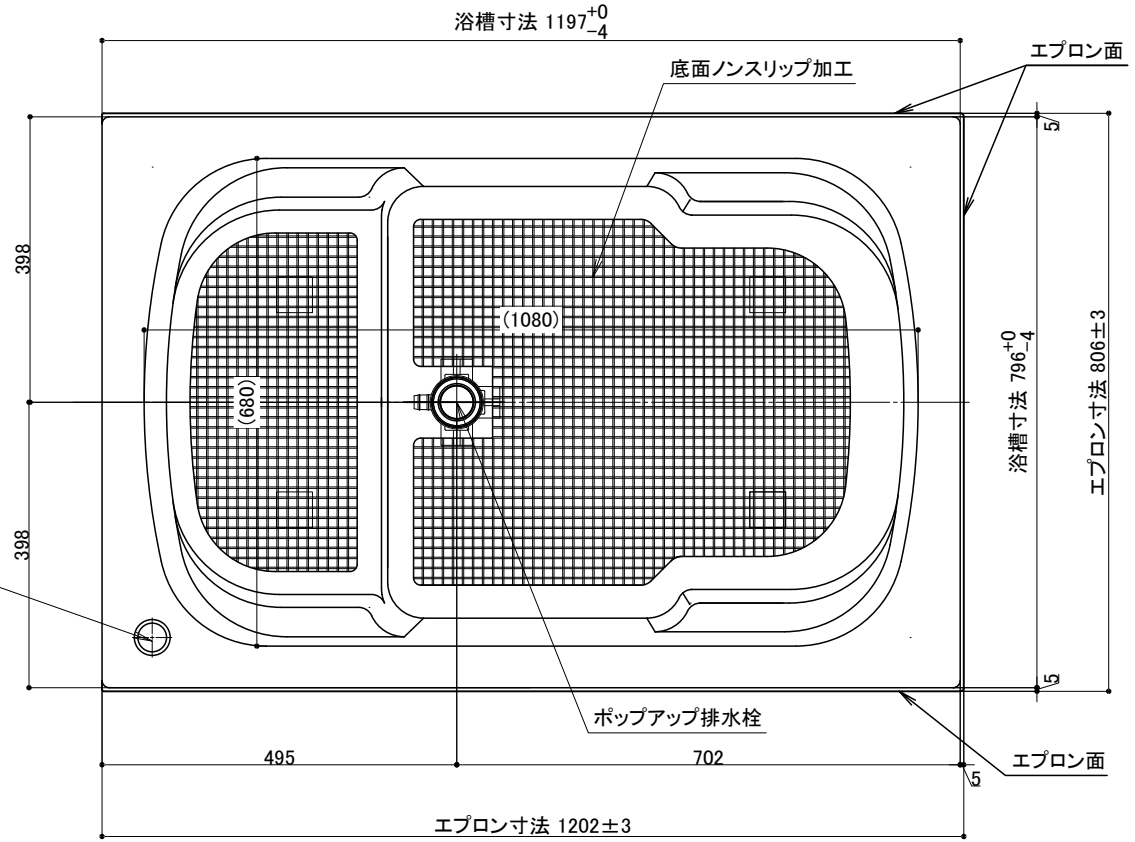 浴槽寸法 1197+0-4
エプロン面
底面ノンスリップ加工
5
398
(1080)
(680)
浴槽寸法 796+0-4
エプロン寸法 806±3
398
5
ポップアップ排水栓
495
702
エプロン面
5
エプロン寸法 1202±3